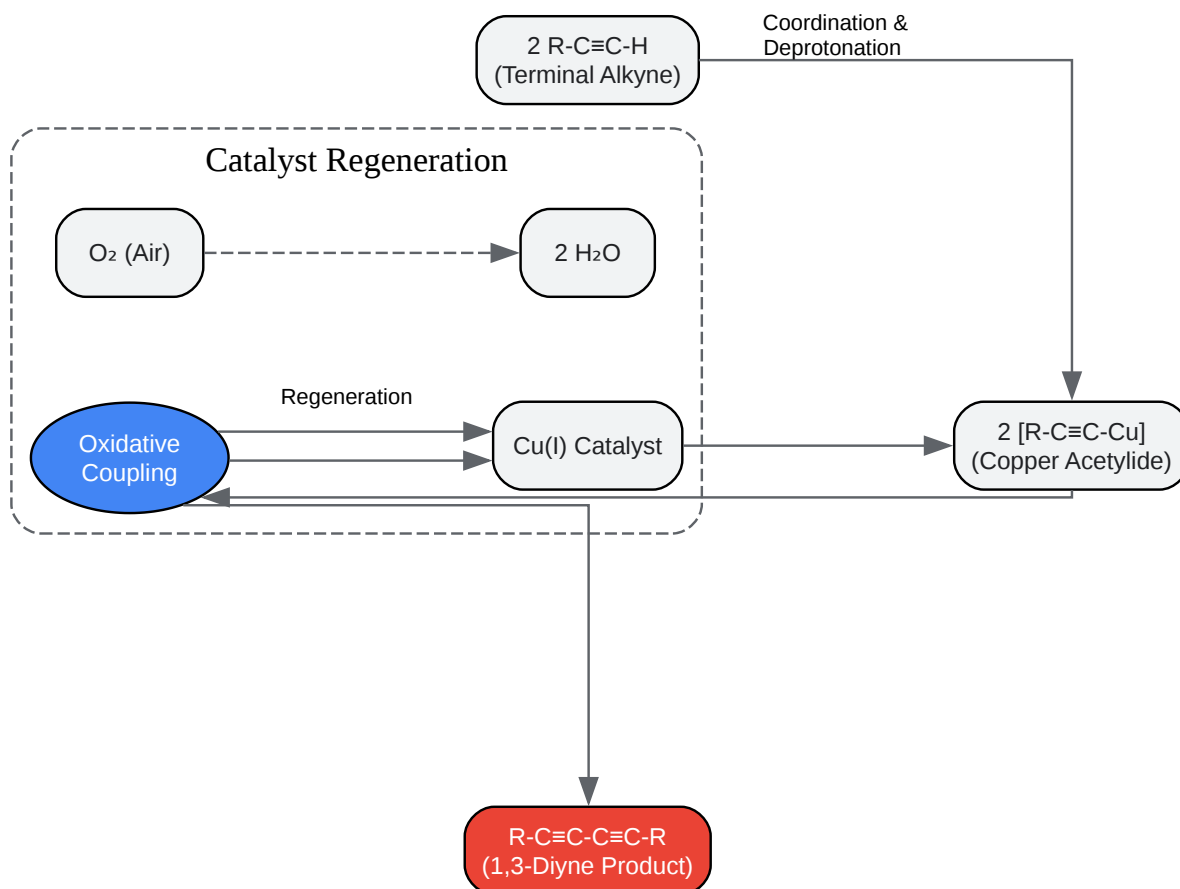 2 R-C≡C-H
(Terminal Alkyne)
Coordination &
Deprotonation
Catalyst Regeneration
O₂ (Air)
2 H₂O
Regeneration
Oxidative
Coupling
Cu(I) Catalyst
2 [R-C≡C-Cu]
(Copper Acetylide)
R-C≡C-C≡C-R
(1,3-Diyne Product)